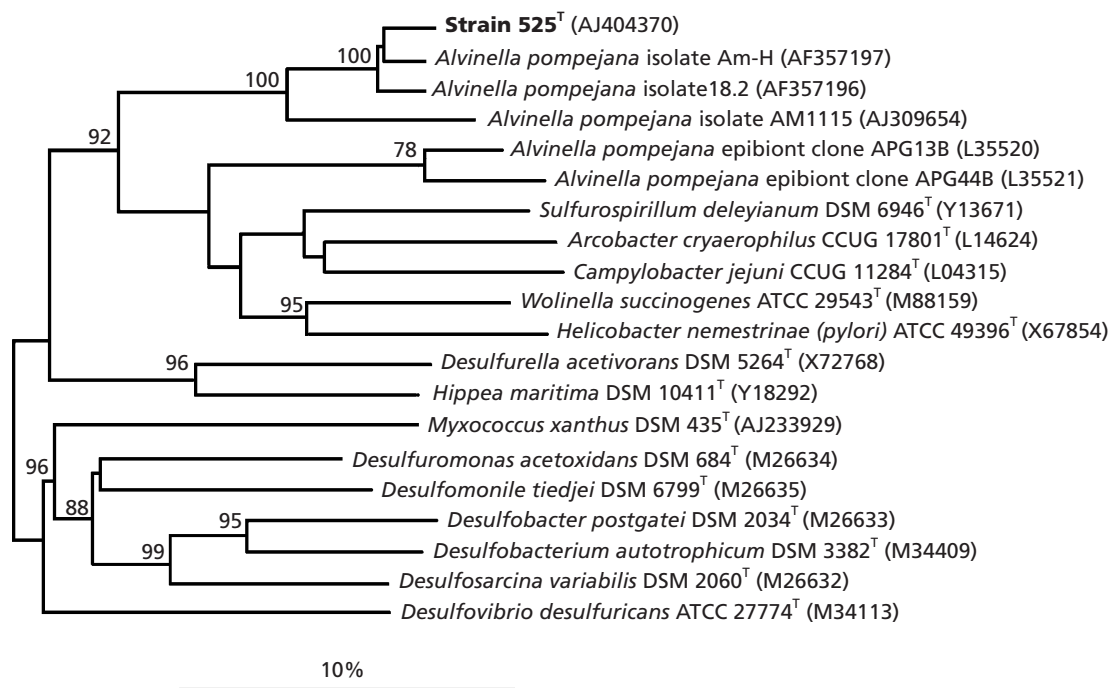 Strain 525T (AJ404370)
100
Alvinella pompejana isolate Am-H (AF357197)
100
Alvinella pompejana isolate18.2 (AF357196)
Alvinella pompejana isolate AM1115 (AJ309654)
92
78
Alvinella pompejana epibiont clone APG13B (L35520)
Alvinella pompejana epibiont clone APG44B (L35521)
Sulfurospirillum deleyianum DSM 6946T (Y13671)
Arcobacter cryaerophilus CCUG 17801T (L14624)
Campylobacter jejuni CCUG 11284T (L04315)
95
Wolinella succinogenes ATCC 29543T (M88159)
Helicobacter nemestrinae (pylori) ATCC 49396T (X67854)
96
Desulfurella acetivorans DSM 5264T (X72768)
Hippea maritima DSM 10411T (Y18292)
Myxococcus xanthus DSM 435T (AJ233929)
96
Desulfuromonas acetoxidans DSM 684T (M26634)
Desulfomonile tiedjei DSM 6799T (M26635)
88
95
Desulfobacter postgatei DSM 2034T (M26633)
99
Desulfobacterium autotrophicum DSM 3382T (M34409)
Desulfosarcina variabilis DSM 2060T (M26632)
Desulfovibrio desulfuricans ATCC 27774T (M34113)
10%